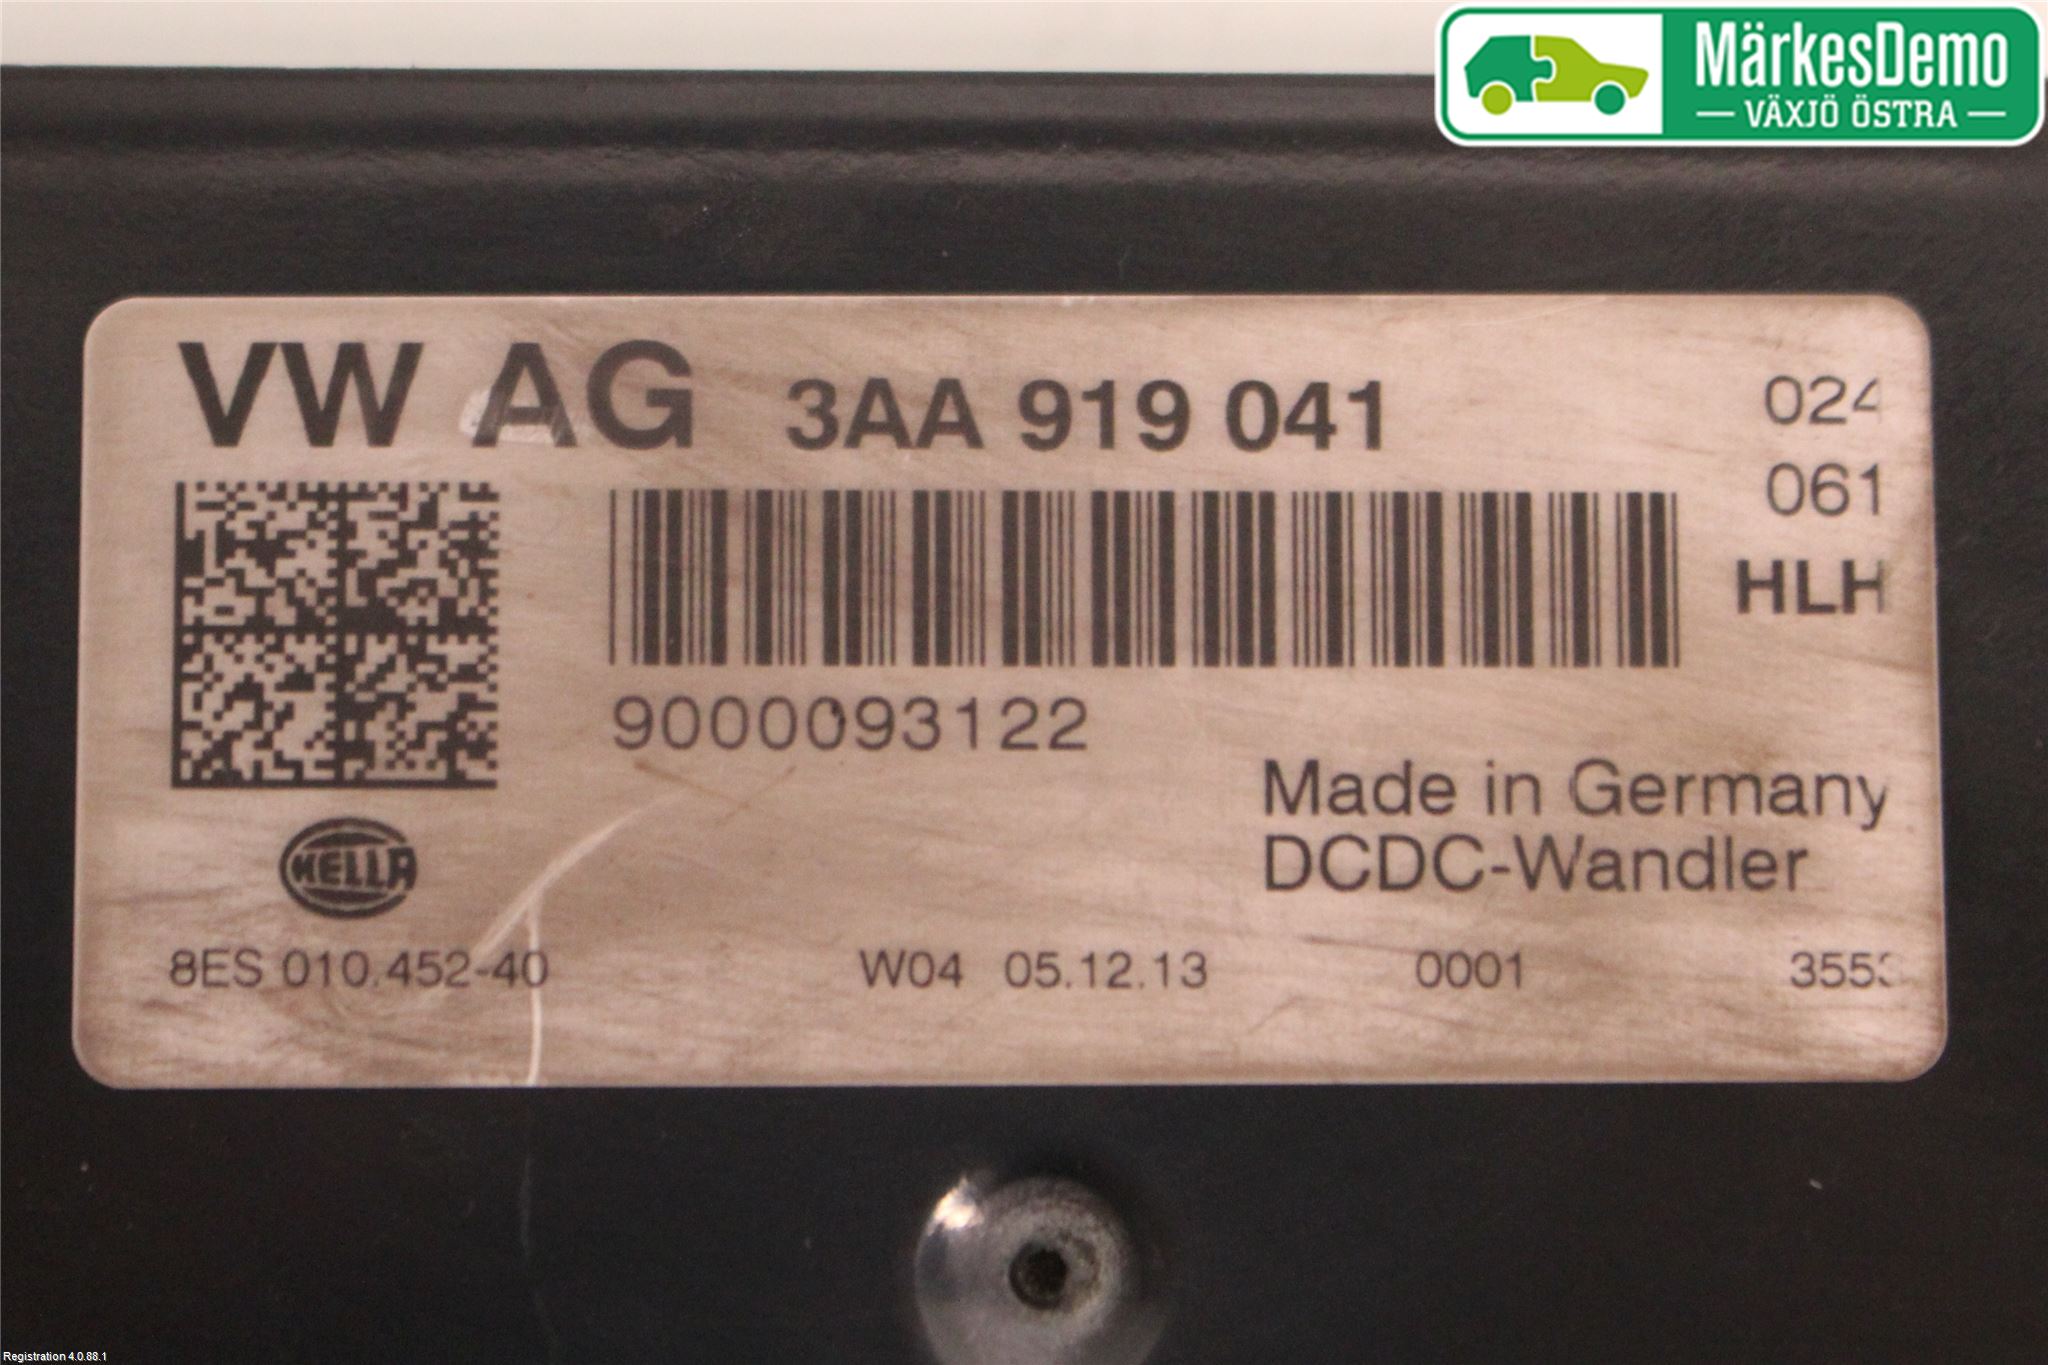 MärkesDemo
VÄXJÖ ÖSTRA
VW AG 3AA 919 041
024
061
HLH
9000093122
Made in Germany
DCDC-Wandler
HELLA
8ES 010.452-40 W04 05.12.13 0001 3553
Registration 4.0.88.1